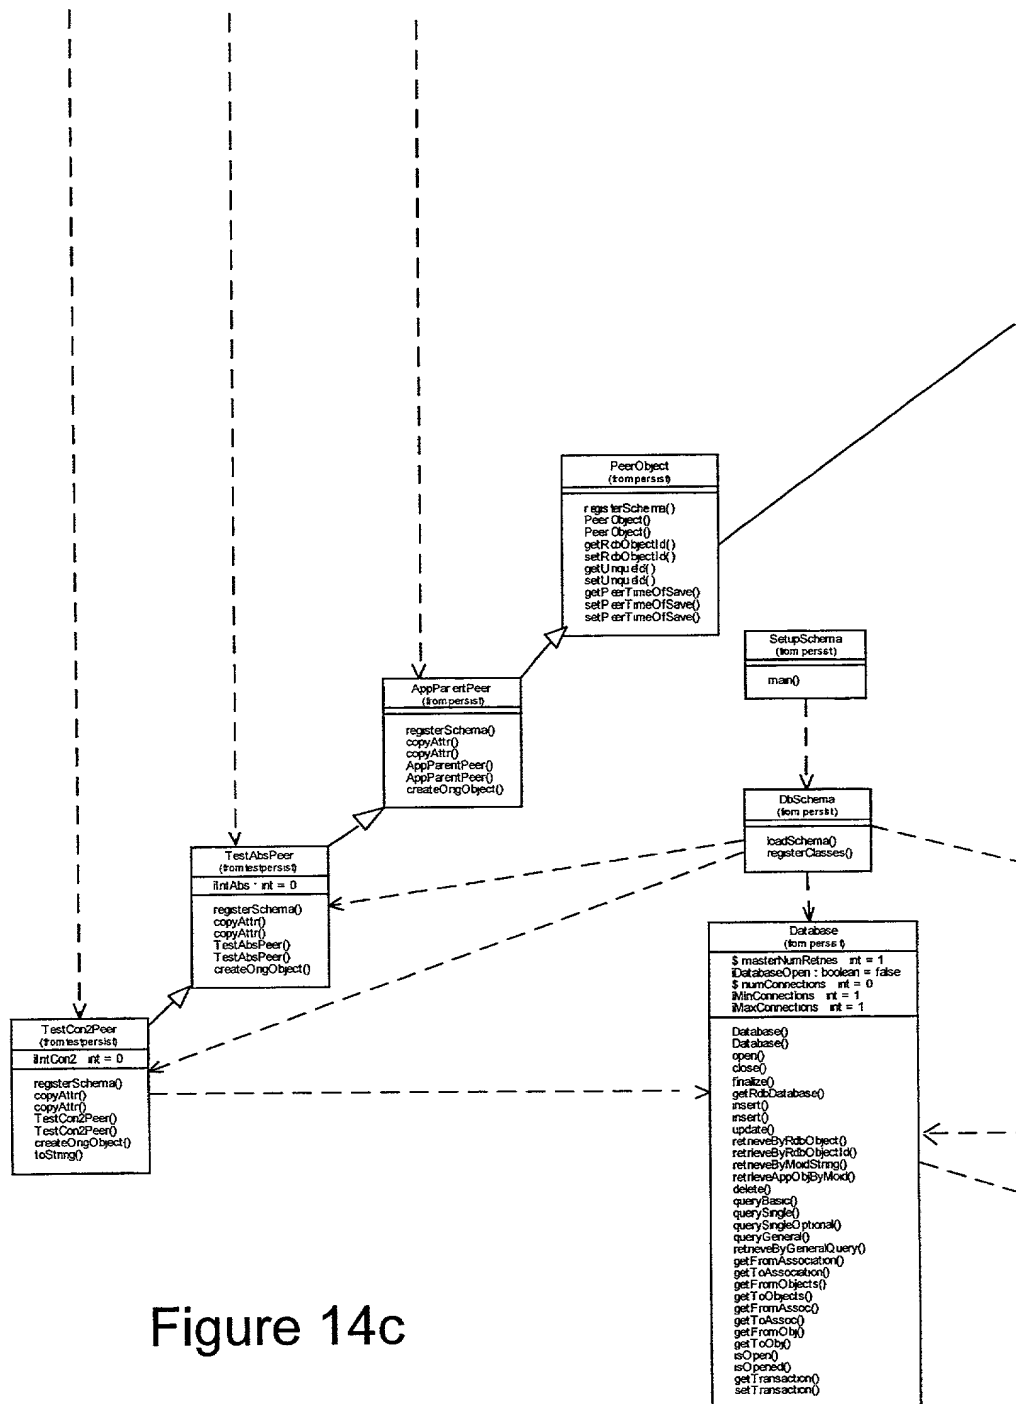 PeerObject
(from persist)
registerSchema()
PeerObject()
PeerObject()
getRdbObjectId()
setRdbObjectId()
getUniqueId()
setUniqueId()
getPeerTimeOfSave()
setPeerTimeOfSave()
setPeerTimeOfSave()
SetupSchema
(from persist)
main()
AppParentPeer
(from persist)
registerSchema()
copyAttr()
copyAttr()
AppParentPeer()
AppParentPeer()
createOrigObject()
DbSchema
(from persist)
loadSchema()
registerClasses()
TestAbsPeer
(from testpersist)
iIntAbs : int = 0
registerSchema()
copyAttr()
copyAttr()
TestAbsPeer()
TestAbsPeer()
createOrigObject()
TestCon2Peer
(from testpersist)
iIntCon2 int = 0
registerSchema()
copyAttr()
copyAttr()
TestCon2Peer()
TestCon2Peer()
createOrigObject()
toString()
Database
(from persist)
$ masterNumRetries int = 1
iDatabaseOpen : boolean = false
$ numConnections int = 0
iMinConnections int = 1
iMaxConnections int = 1
Database()
Database()
open()
close()
finalize()
getRdbDatabase()
insert()
insert()
update()
retrieveByRdbObject()
retrieveByRdbObjectId()
retrieveByMoidString()
retrieveAppObjByMoid()
delete()
queryBasic()
querySingle()
querySingleOptional()
queryGeneral()
retrieveByGeneralQuery()
getFromAssociation()
getToAssociation()
getFromObjects()
getToObjects()
getFromAssoc()
getToAssoc()
getFromObj()
getToObj()
isOpen()
isOpened()
getTransaction()
setTransaction()
Figure 14c